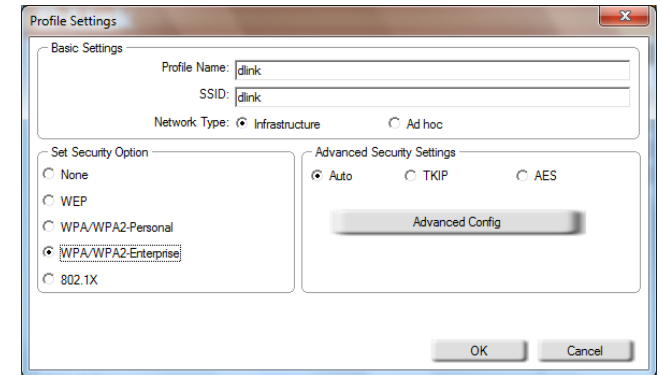 Profile Settings
Basic Settings
Profile Name: dlink
SSID: dlink
Network Type: Infrastructure Ad hoc
Set Security Option
None
WEP
WPA/WPA2-Personal
WPA/WPA2-Enterprise
802.1X
Advanced Security Settings
Auto TKIP AES
Advanced Config
OK Cancel